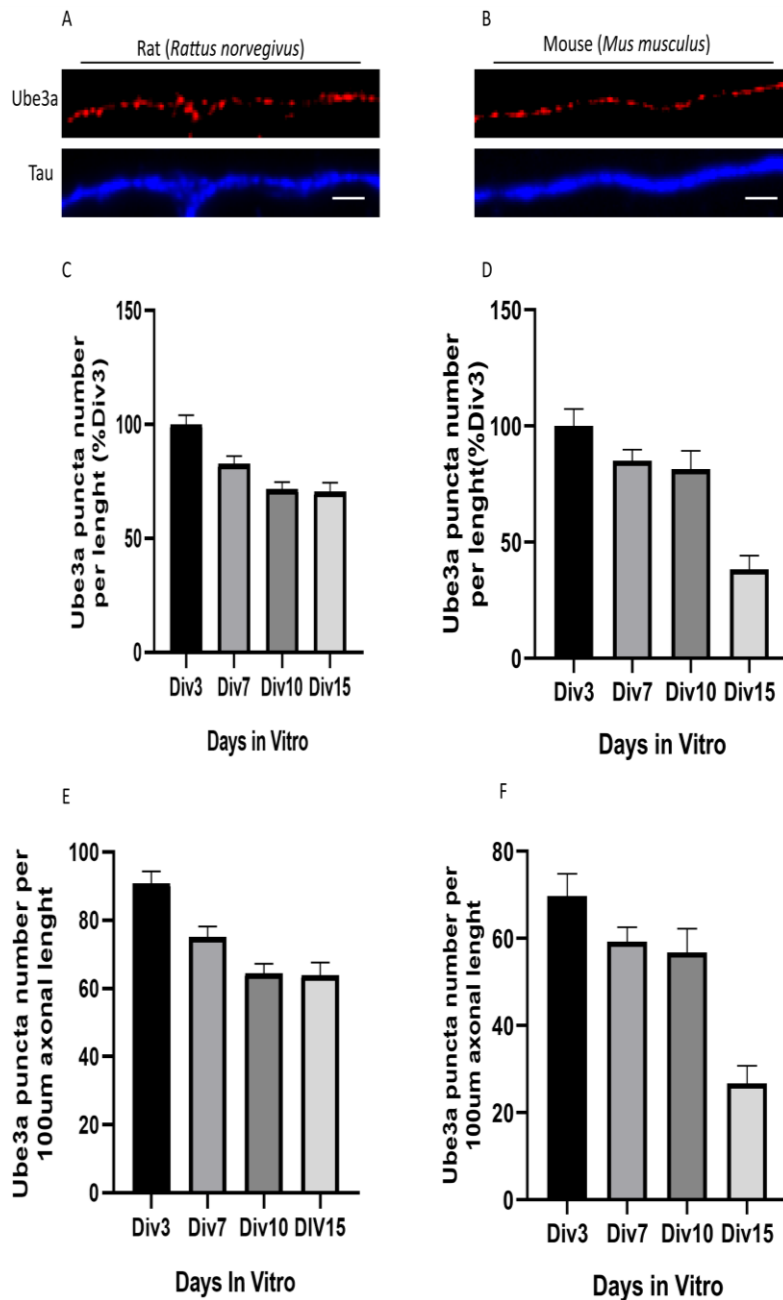 A
B
Rat (Rattus norvegivus)
Mouse (Mus musculus)
Ube3a
Tau
C
D
Ube3a puncta number
per lenght (%Div3)
150
100
50
0
Div3 Div7 Div10 Div15
Days in Vitro
Ube3a puncta number
per lenght(%Div3)
150
100
50
0
Div3 Div7 Div10 Div15
Days in Vitro
E
F
Ube3a puncta number per
100um axonal lenght
100
80
60
40
20
0
Div3 Div7 Div10 DIV15
Days In Vitro
Ube3a puncta number per
100um axonal lenght
80
60
40
20
0
Div3 Div7 Div10 Div15
Days in Vitro